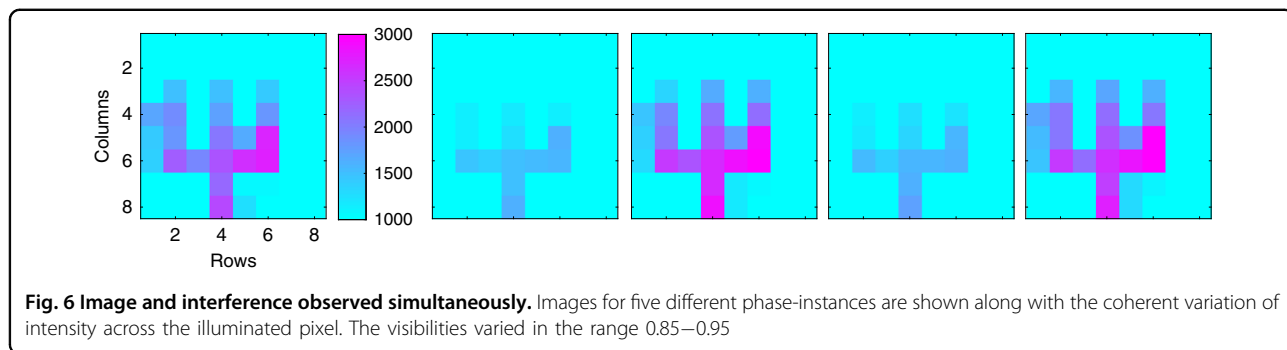 2
4
6
8
Columns
2 4 6 8
Rows
3000
2500
2000
1500
1000
Fig. 6 Image and interference observed simultaneously. Images for five different phase-instances are shown along with the coherent variation of
intensity across the illuminated pixel. The visibilities varied in the range 0.85−0.95